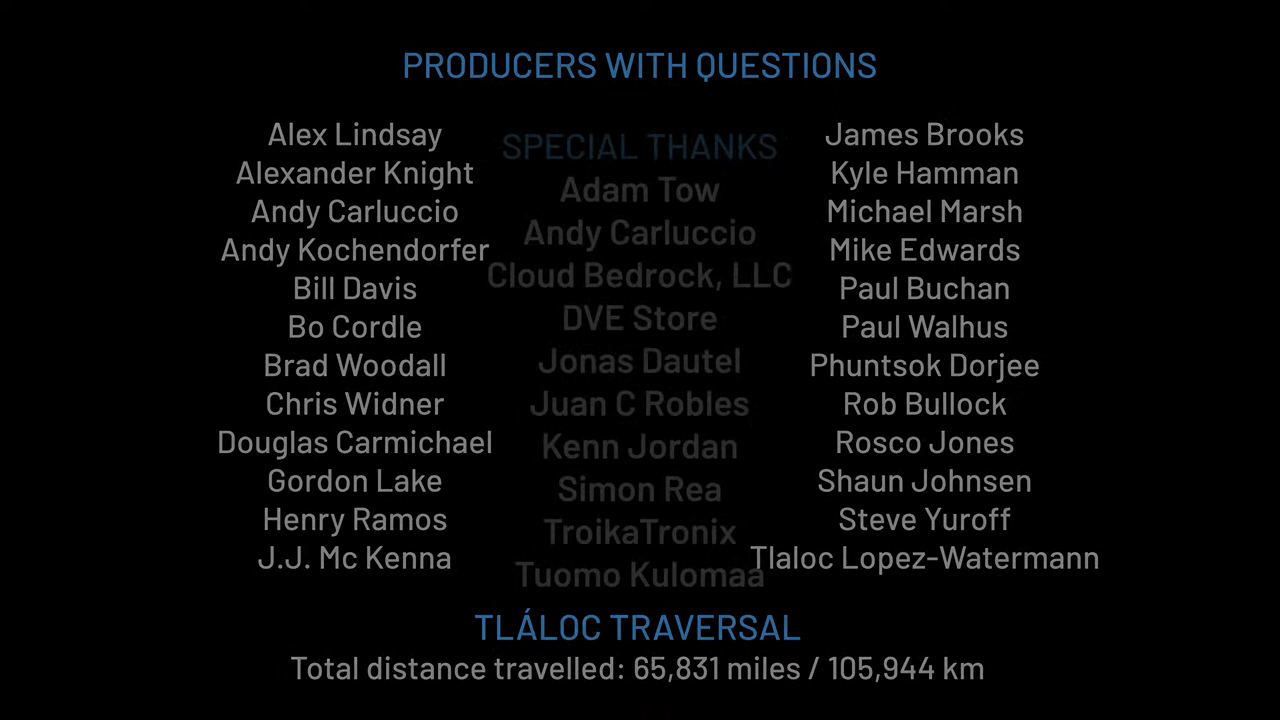 PRODUCERS WITH QUESTIONS
Alex Lindsay
Alexander Knight
Andy Carluccio
Andy Kochendorfer
Bill Davis
Bo Cordle
Brad Woodall
Chris Widner
Douglas Carmichael
Gordon Lake
Henry Ramos
J.J. Mc Kenna
SPECIAL THANKS
Adam Tow
Andy Carluccio
Cloud Bedrock, LLC
DVE Store
Jonas Dautel
Juan C Robles
Kenn Jordan
Simon Rea
TroikaTronix
Tuomo Kulomaa
James Brooks
Kyle Hamman
Michael Marsh
Mike Edwards
Paul Buchan
Paul Walhus
Phuntsok Dorjee
Rob Bullock
Rosco Jones
Shaun Johnsen
Steve Yuroff
Tlaloc Lopez-Watermann
TLÁLOC TRAVERSAL
Total distance travelled: 65,831 miles / 105,944 km